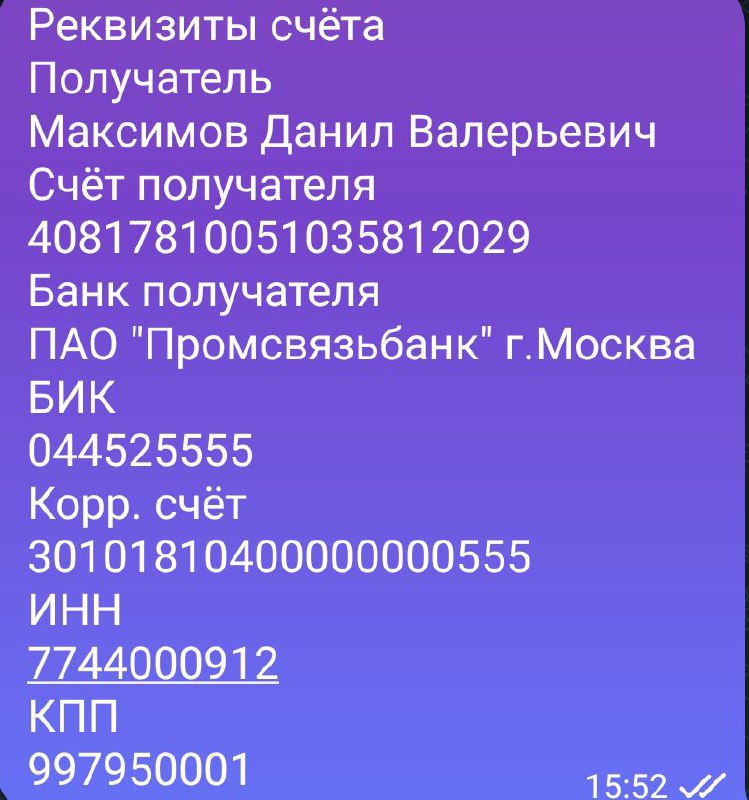 Реквизиты счёта
Получатель
Максимов Данил Валерьевич
Счёт получателя
40817810051035812029
Банк получателя
ПАО "Промсвязьбанк" г.Москва
БИК
044525555
Корр. счёт
30101810400000000555
ИНН
7744000912
КПП
997950001
15:52